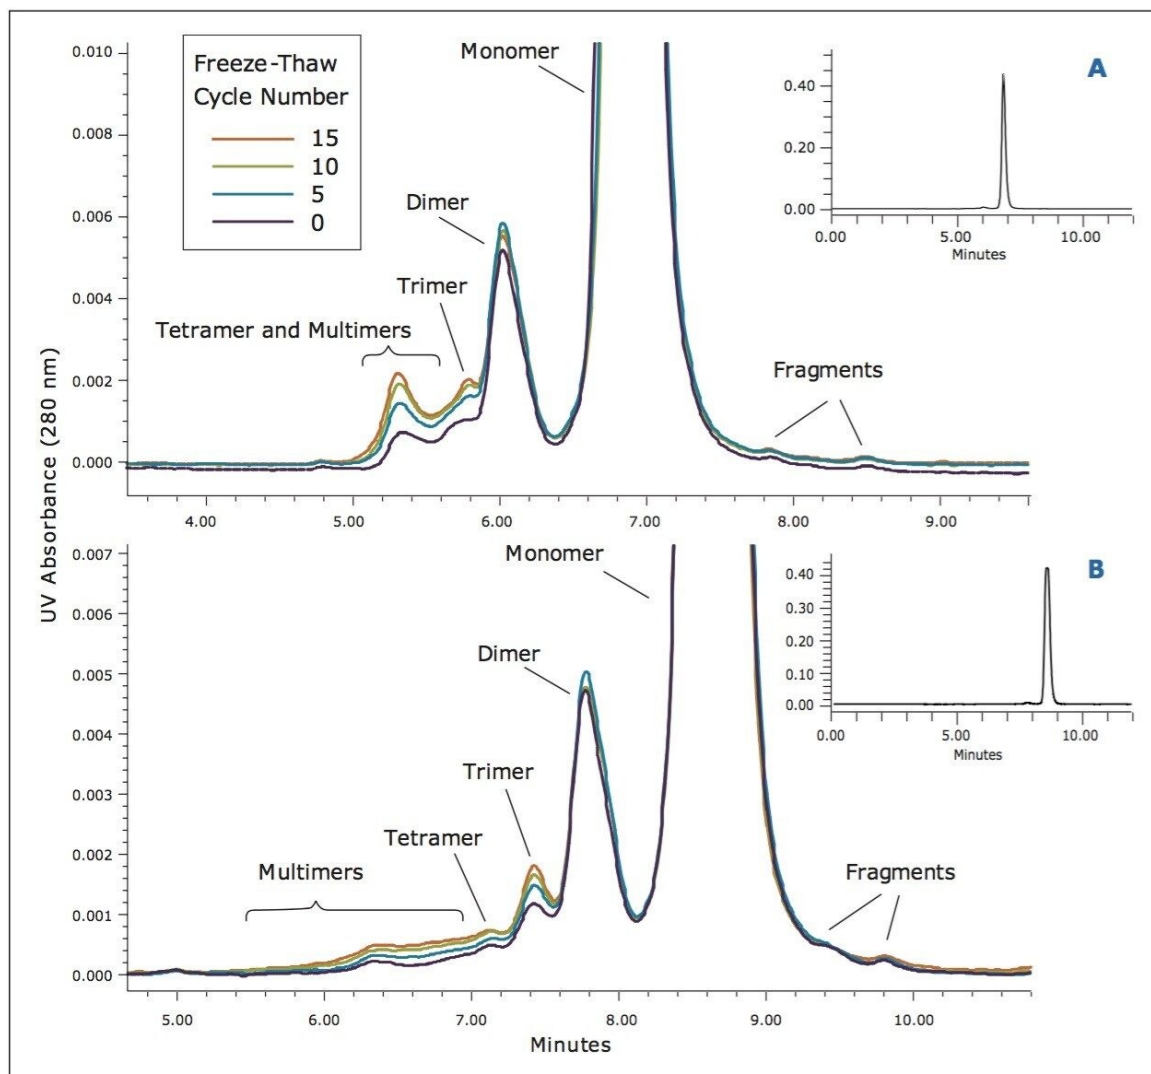 Freeze-Thaw
Cycle Number
15
10
5
0
Monomer
Dimer
Trimer
Tetramer and Multimers
Fragments
A
0.40
0.20
0.00
0.00 5.00 10.00
Minutes
0.010
0.008
0.006
0.004
0.002
0.000
4.00 5.00 6.00 7.00 8.00 9.00
UV Absorbance (280 nm)
Monomer
Dimer
Trimer
Tetramer
Multimers
Fragments
B
0.40
0.30
0.20
0.10
0.00
0.00 5.00 10.00
Minutes
0.007
0.006
0.005
0.004
0.003
0.002
0.001
0.000
5.00 6.00 7.00 8.00 9.00 10.00
Minutes